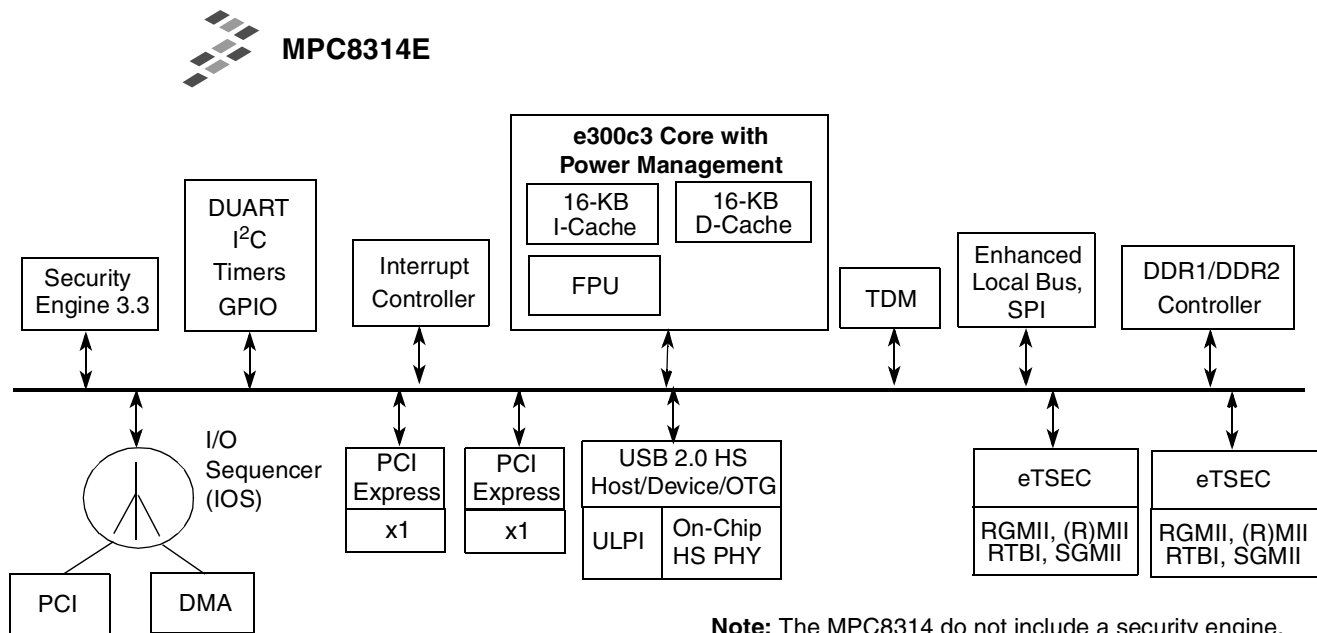 MPC8314E
e300c3 Core with
Power Management
16-KB
I-Cache
16-KB
D-Cache
FPU
Security
Engine 3.3
DUART
I²C
Timers
GPIO
Interrupt
Controller
TDM
Enhanced
Local Bus,
SPI
DDR1/DDR2
Controller
I/O
Sequencer
(IOS)
PCI
DMA
PCI
Express
x1
PCI
Express
x1
USB 2.0 HS
Host/Device/OTG
ULPI
On-Chip
HS PHY
eTSEC
RGMII, (R)MII
RTBI, SGMII
eTSEC
RGMII, (R)MII
RTBI, SGMII
Note: The MPC8314 do not include a security engine.